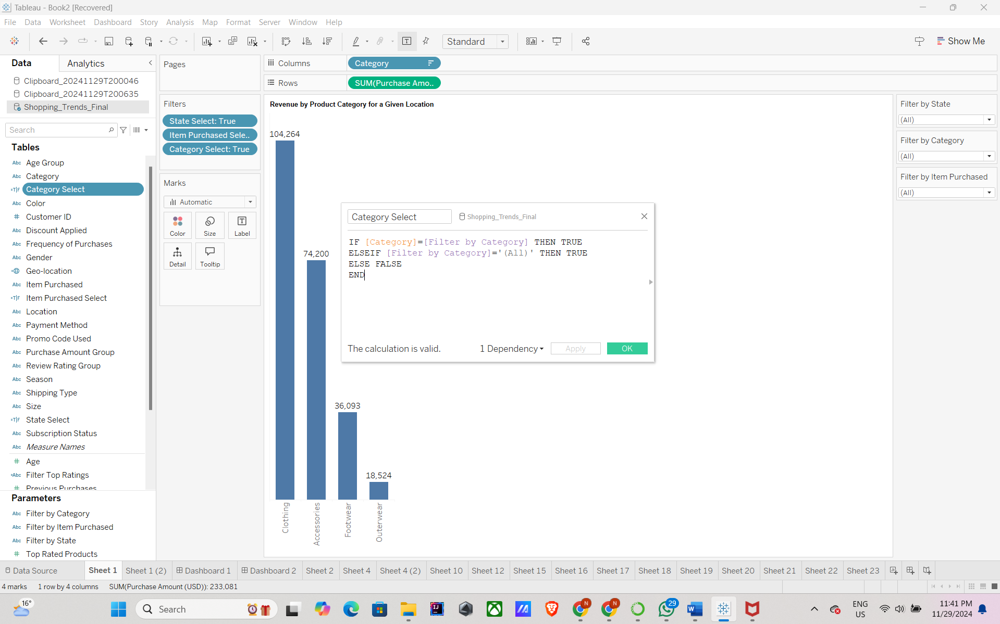 Tableau - Book2 [Recovered]
File Data Worksheet Dashboard Story Analysis Map Format Server Window Help
Standard
Show Me
Data Analytics
Clipboard_20241129T200046
Clipboard_20241129T200635
Shopping_Trends_Final
Search
Tables
Abc Age Group
Abc Category
=T|F Category Select
Abc Color
# Customer ID
Abc Discount Applied
Abc Frequency of Purchases
Abc Gender
Geo-location
Abc Item Purchased
=T|F Item Purchased Select
Abc Location
Abc Payment Method
Abc Promo Code Used
Abc Purchase Amount Group
Abc Review Rating Group
Abc Season
Abc Shipping Type
Abc Size
=T|F State Select
Abc Subscription Status
Abc Measure Names
# Age
=Abc Filter Top Ratings
# Previous Purchases
Parameters
Abc Filter by Category
Abc Filter by Item Purchased
Abc Filter by State
# Top Rated Products
Pages
Filters
State Select: True
Item Purchased Sele..
Category Select: True
Marks
Automatic
Color Size Label
Detail Tooltip
Columns Category
Rows SUM(Purchase Amo..
Revenue by Product Category for a Given Location
104,264
74,200
36,093
18,524
Clothing
Accessories
Footwear
Outerwear
Category Select Shopping_Trends_Final
IF [Category]=[Filter by Category] THEN TRUE
ELSEIF [Filter by Category]='(All)' THEN TRUE
ELSE FALSE
END
The calculation is valid. 1 Dependency Apply OK
Filter by State
(All)
Filter by Category
(All)
Filter by Item Purchased
(All)
Data Source Sheet 1 Sheet 1 (2) Dashboard 1 Dashboard 2 Sheet 2 Sheet 4 Sheet 4 (2) Sheet 10 Sheet 12 Sheet 15 Sheet 16 Sheet 17 Sheet 18 Sheet 19 Sheet 20 Sheet 21 Sheet 22 Sheet 23
4 marks 1 row by 4 columns SUM(Purchase Amount (USD)): 233,081
16°
Search
N
N
29
ENG
US
11:41 PM
11/29/2024